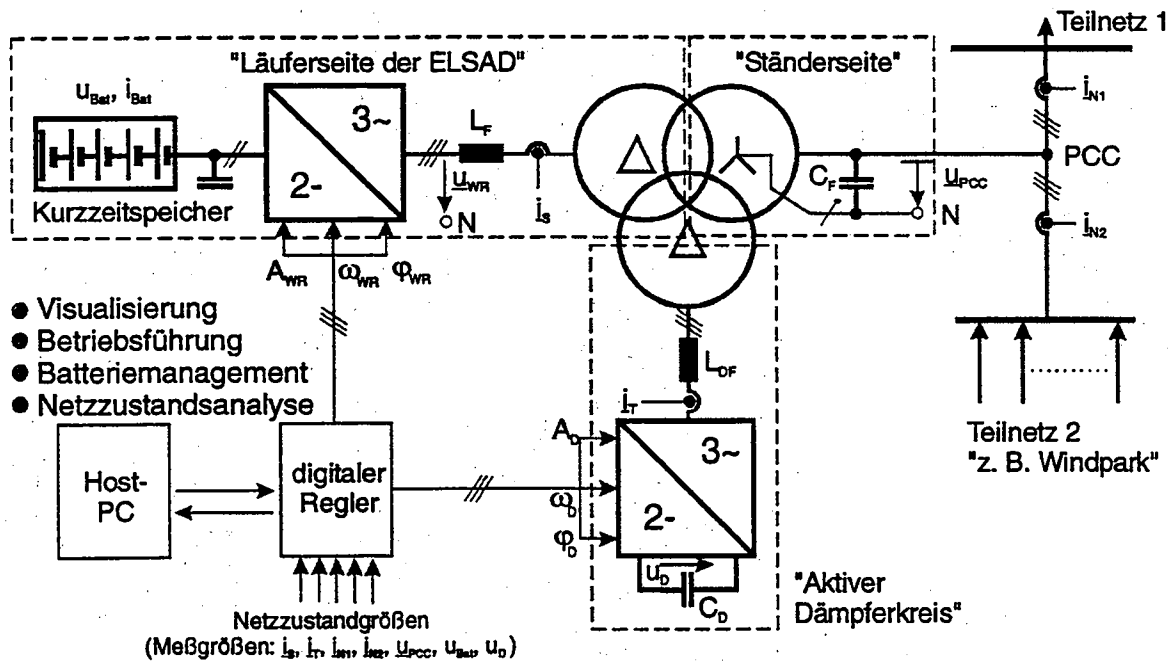 Teilnetz 1
"Läuferseite der ELSAD"
"Ständerseite"
u_Bat, i_Bat
3~
2-
L_F
u_WR
N
i_S
Kurzzeitspeicher
C_F
u_PCC
N
i_N1
PCC
i_N2
A_WR ω_WR φ_WR
● Visualisierung
● Betriebsführung
● Batteriemanagement
● Netzzustandsanalyse
L_DF
i_T
Teilnetz 2
"z. B. Windpark"
Host-
PC
digitaler
Regler
A_D
ω_D
φ_D
3~
2-
u_D
C_D
"Aktiver
Dämpferkreis"
Netzzustandgrößen
(Meßgrößen: i_S, i_T, i_N1, i_N2, u_PCC, u_Bat, u_D)